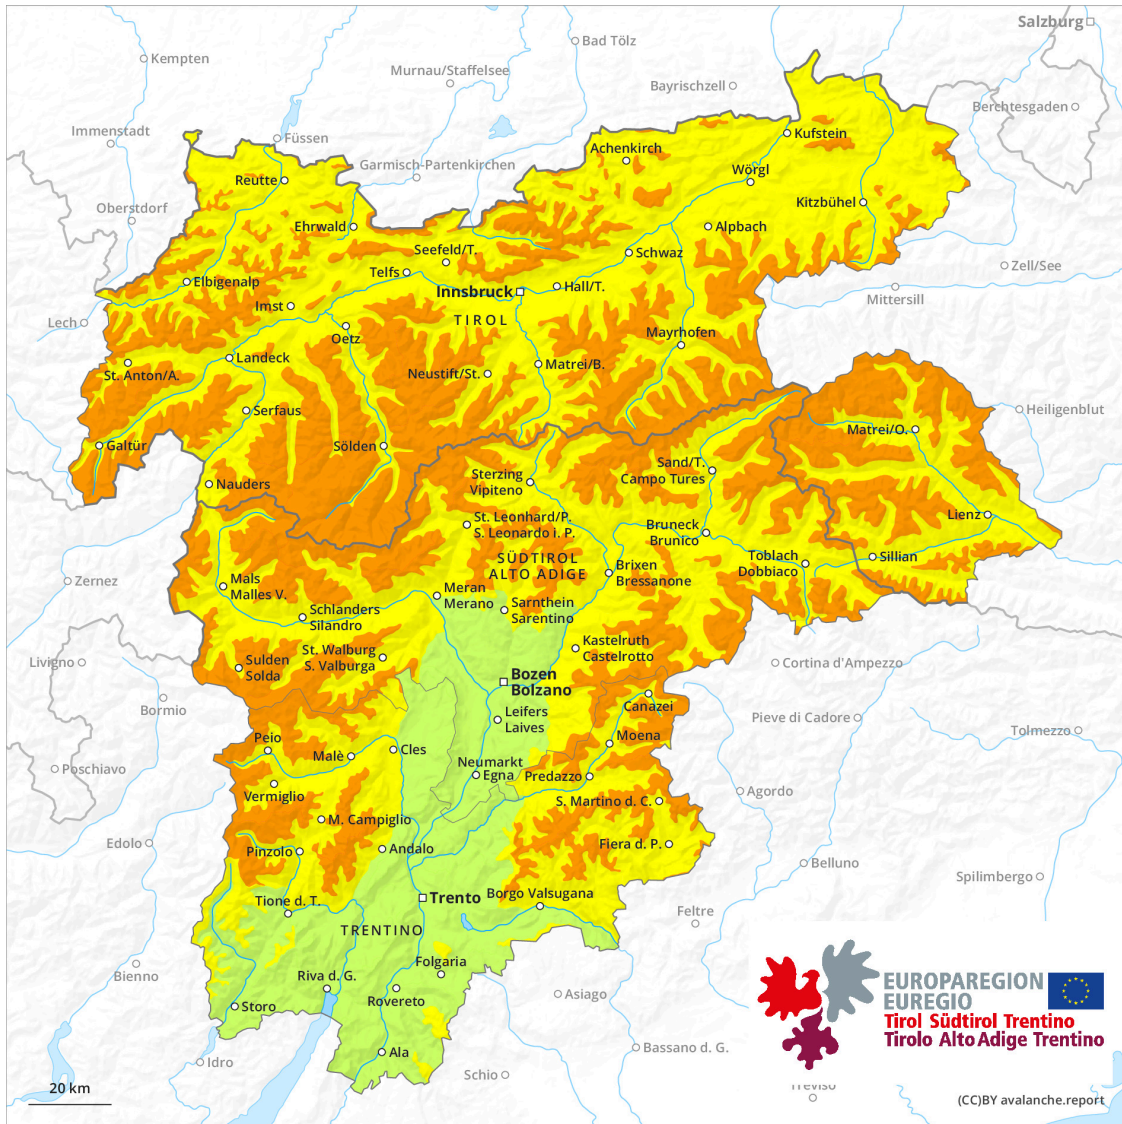 Salzburg
Bad Tölz
Kempten
Murnau/Staffelsee
Bayrischzell
Berchtesgaden
Immenstadt
Füssen
Kufstein
Achenkirch
Garmisch-Partenkirchen
Wörgl
Reutte
Oberstdorf
Kitzbühel
Ehrwald
Alpbach
Seefeld/T.
Schwaz
Zell/See
Telfs
Elbigenalp
Hall/T.
Innsbruck
Mittersill
Imst
TIROL
Lech
Mayrhofen
Oetz
Landeck
Matrei/B.
St. Anton/A.
Neustift/St.
Serfaus
Heiligenblut
Matrei/O.
Galtür
Sölden
Sand/T.
Campo Tures
Sterzing
Vipiteno
Nauders
Lienz
St. Leonhard/P.
S. Leonardo i. P.
Bruneck
Brunico
SÜDTIROL
ALTO ADIGE
Toblach
Dobbiaco
Sillian
Brixen
Bressanone
Zernez
Mals
Malles V.
Meran
Merano
Sarnthein
Sarentino
Schlanders
Silandro
Kastelruth
Castelrotto
St. Walburg
S. Valburga
Livigno
Sulden
Solda
Cortina d'Ampezzo
Bozen
Bolzano
Bormio
Canazei
Leifers
Laives
Pieve di Cadore
Tolmezzo
Moena
Peio
Cles
Malè
Neumarkt
Egna
Poschiavo
Predazzo
Vermiglio
Agordo
S. Martino d. C.
M. Campiglio
Edolo
Fiera d. P.
Pinzolo
Andalo
Belluno
Spilimbergo
Borgo Valsugana
Trento
Tione d. T.
Feltre
TRENTINO
Folgaria
Bienno
Riva d. G.
Asiago
Rovereto
Storo
EUROPAREGION
EUREGIO
Tirol Südtirol Trentino
Tirolo Alto Adige Trentino
Bassano d. G.
Ala
Idro
Schio
Treviso
20 km
(CC)BY avalanche.report